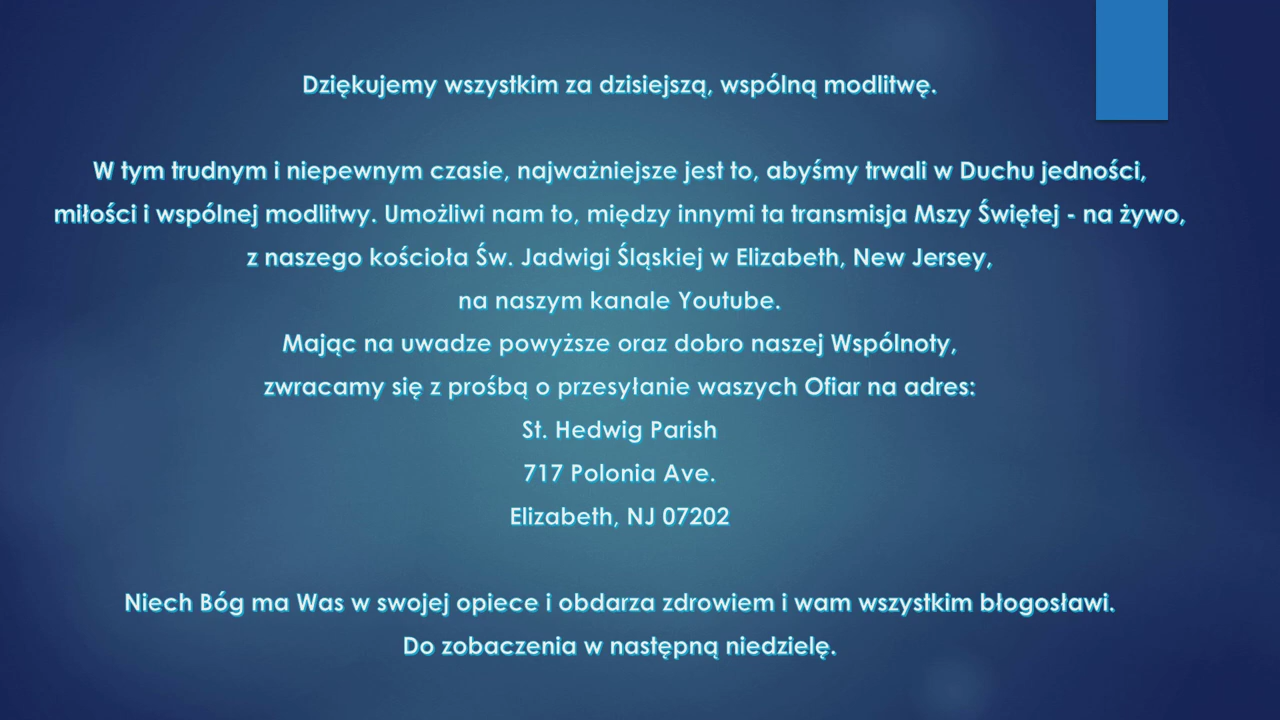 Dziękujemy wszystkim za dzisiejszą, wspólną modlitwę.
W tym trudnym i niepewnym czasie, najważniejsze jest to, abyśmy trwali w Duchu jedności,
miłości i wspólnej modlitwy. Umożliwi nam to, między innymi ta transmisja Mszy Świętej - na żywo,
z naszego kościoła Św. Jadwigi Śląskiej w Elizabeth, New Jersey,
na naszym kanale Youtube.
Mając na uwadze powyższe oraz dobro naszej Wspólnoty,
zwracamy się z prośbą o przesyłanie waszych Ofiar na adres:
St. Hedwig Parish
717 Polonia Ave.
Elizabeth, NJ 07202
Niech Bóg ma Was w swojej opiece i obdarza zdrowiem i wam wszystkim błogosławi.
Do zobaczenia w następną niedzielę.